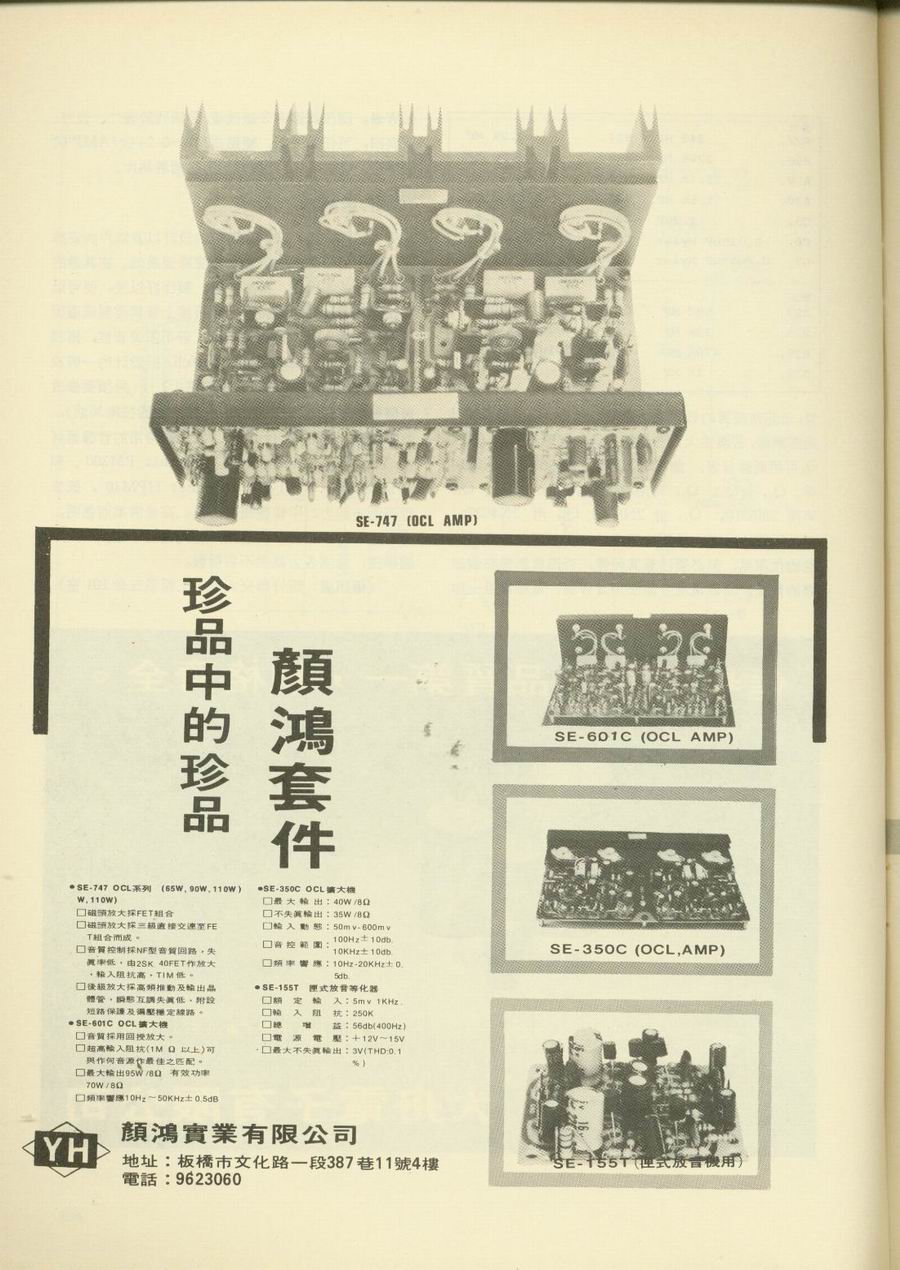 SE-747 (OCL AMP)
顏鴻套件
珍品中的珍品
SE-601C (OCL AMP)
SE-350C (OCL,AMP)
SE-155T(匣式放音機用)
●SE-747 OCL系列 (65W, 90W, 110W)
W, 110W)
□磁頭放大採FET組合
□磁頭放大採三級直接交連至FE
T組合而成。
□音質控制採NF型音質回路，失
眞率低，由2SK 40FET作放大
，輸入阻抗高，TIM低。
□後級放大採高頻推動及輸出晶
體管，瞬態互調失眞低，附設
短路保護及溫壓穩定線路。
●SE-601C OCL擴大機
□音質採用回授放大。
□超高輸入阻抗(1M Ω 以上)可
與作何音源作最佳之匹配。
□最大輸出95W/8Ω 有效功率
70W/8Ω
□頻率響應10Hz～50KHz±0.5dB
●SE-350C OCL擴大機
□最大輸出：40W/8Ω
□不失眞輸出：35W/8Ω
□輸入動態：50mv-600mv
□音控範圍：100Hz±10db.
10KHz±10db.
□頻率響應：10Hz-20KHz±0.
5db.
●SE-155T 匣式放音等化器
□額定輸入：5mv 1KHz.
□輸入阻抗：250K
□總增益：56db(400Hz)
□電源電壓：＋12V～15V
□最大不失眞輸出：3V(THD:0.1
%)
YH
顏鴻實業有限公司
地址：板橋市文化路一段387巷11號4樓
電話：9623060